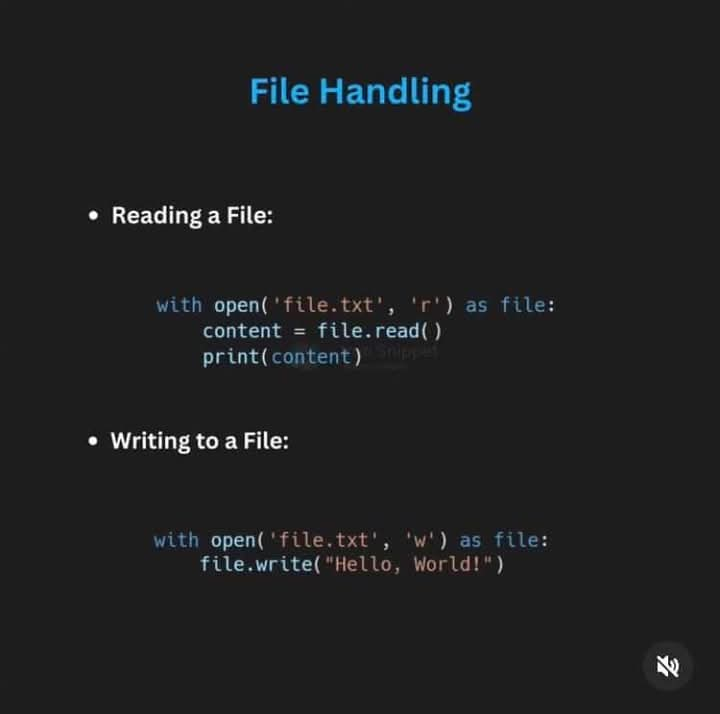 File Handling
• Reading a File:
with open('file.txt', 'r') as file:
    content = file.read()
    print(content)
Snippet
• Writing to a File:
with open('file.txt', 'w') as file:
    file.write("Hello, World!")